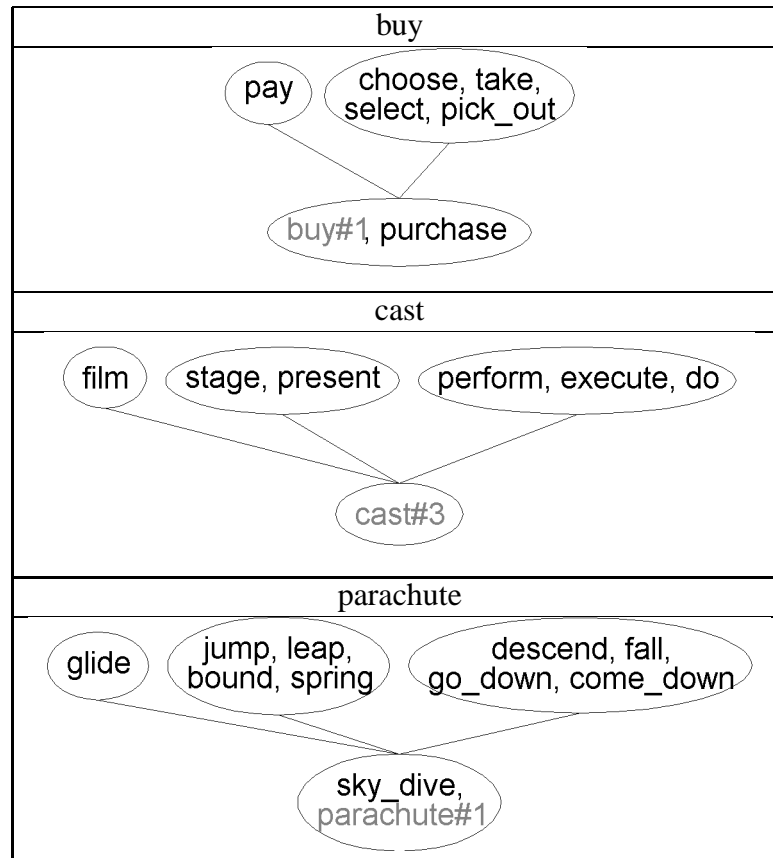 buy
pay
choose, take,
select, pick_out
buy#1, purchase
cast
film
stage, present
perform, execute, do
cast#3
parachute
glide
jump, leap,
bound, spring
descend, fall,
go_down, come_down
sky_dive,
parachute#1